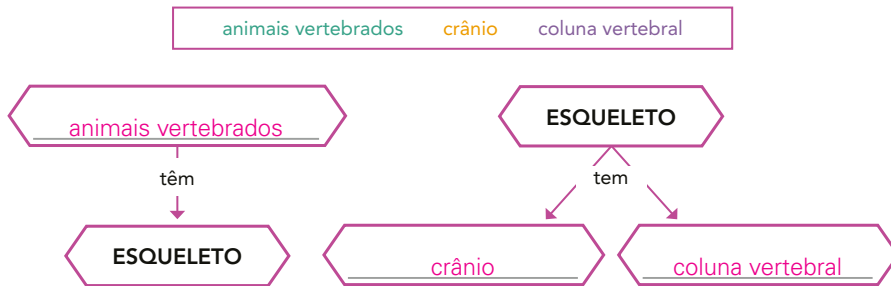 animais vertebrados crânio coluna vertebral
animais vertebrados
têm
ESQUELETO
ESQUELETO
tem
crânio
coluna vertebral